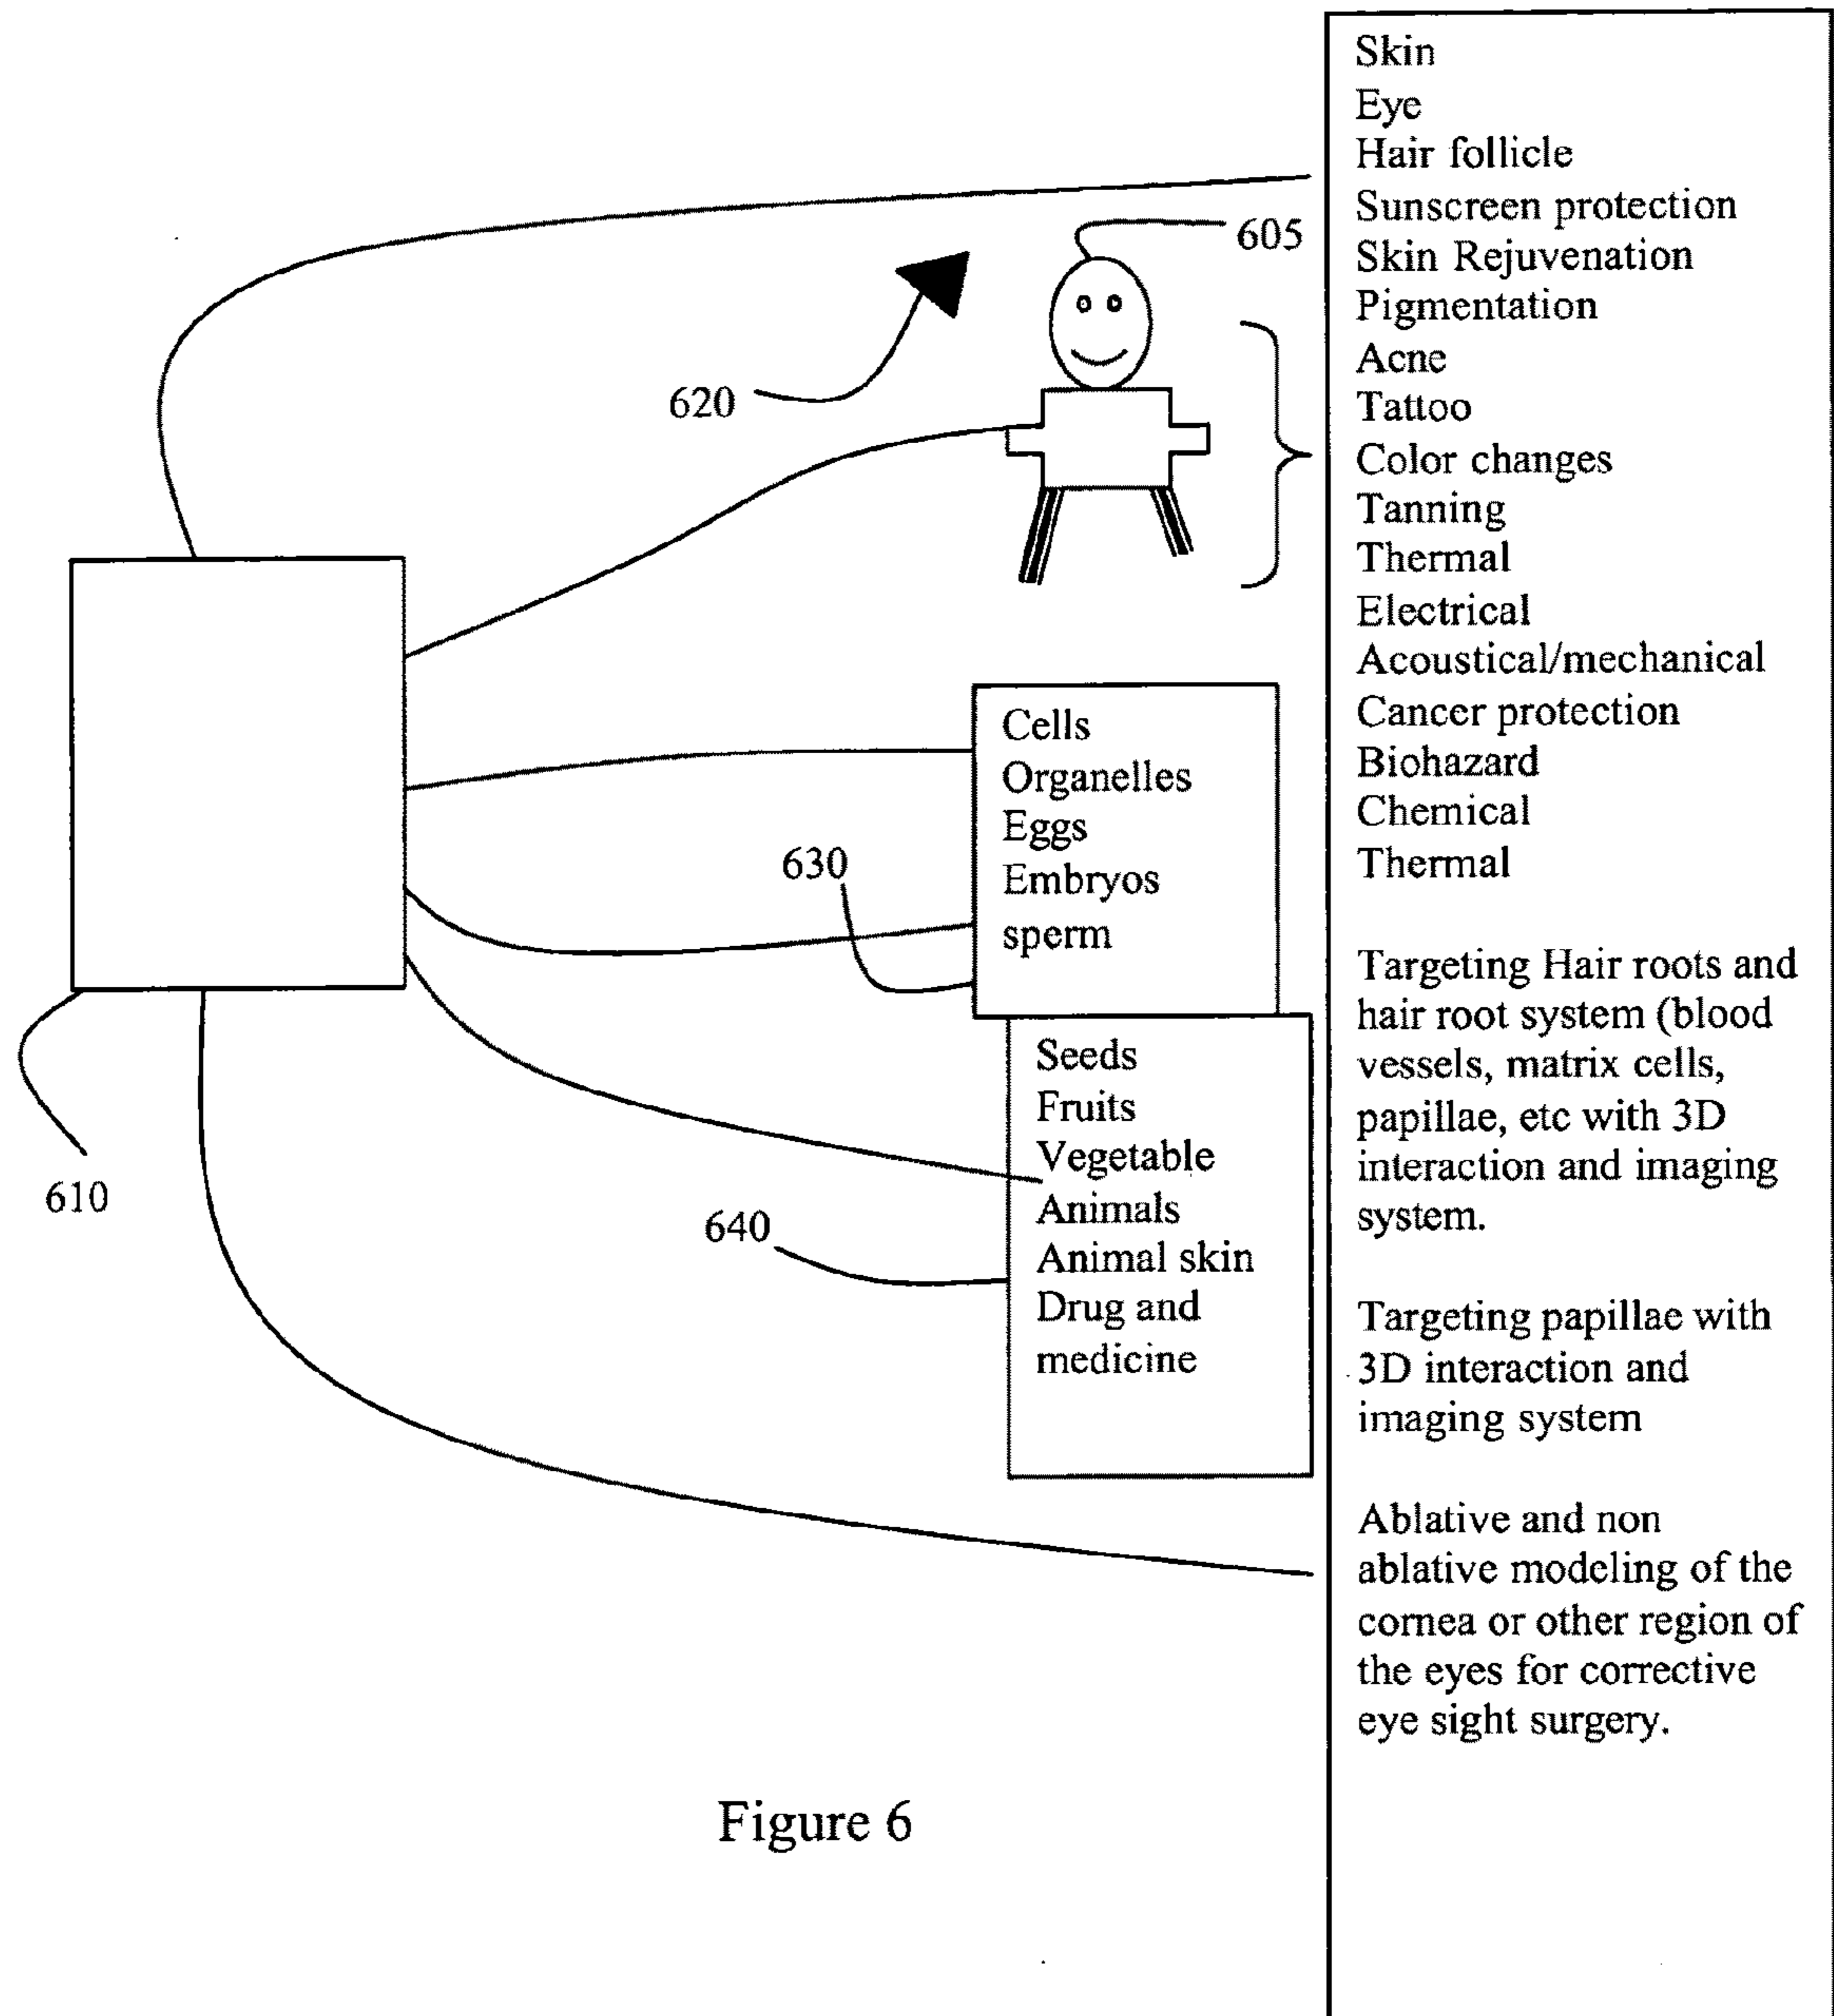 Skin
Eye
Hair follicle
Sunscreen protection
Skin Rejuvenation
Pigmentation
Acne
Tattoo
Color changes
Tanning
Thermal
Electrical
Acoustical/mechanical
Cancer protection
Biohazard
Chemical
Thermal
Targeting Hair roots and
hair root system (blood
vessels, matrix cells,
papillae, etc with 3D
interaction and imaging
system.
Targeting papillae with
3D interaction and
imaging system
Ablative and non
ablative modeling of the
cornea or other region of
the eyes for corrective
eye sight surgery.
605
620
Cells
Organelles
Eggs
Embryos
sperm
630
Seeds
Fruits
Vegetable
Animals
Animal skin
Drug and
medicine
640
610
Figure 6